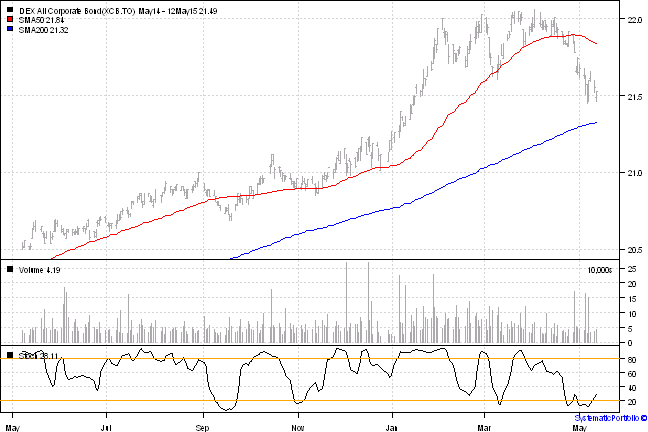 DEX All Corporate Bond(XCB.TO) May14 - 12May15 21.49
SMA50 21.84
SMA200 21.32
22.0
21.5
21.0
20.5
Volume 4.19
10,000s
25
20
15
10
5
0
80
60
40
20
May
Jul
Sep
Nov
Jan
Mar
May
SystematicPortfolio ©